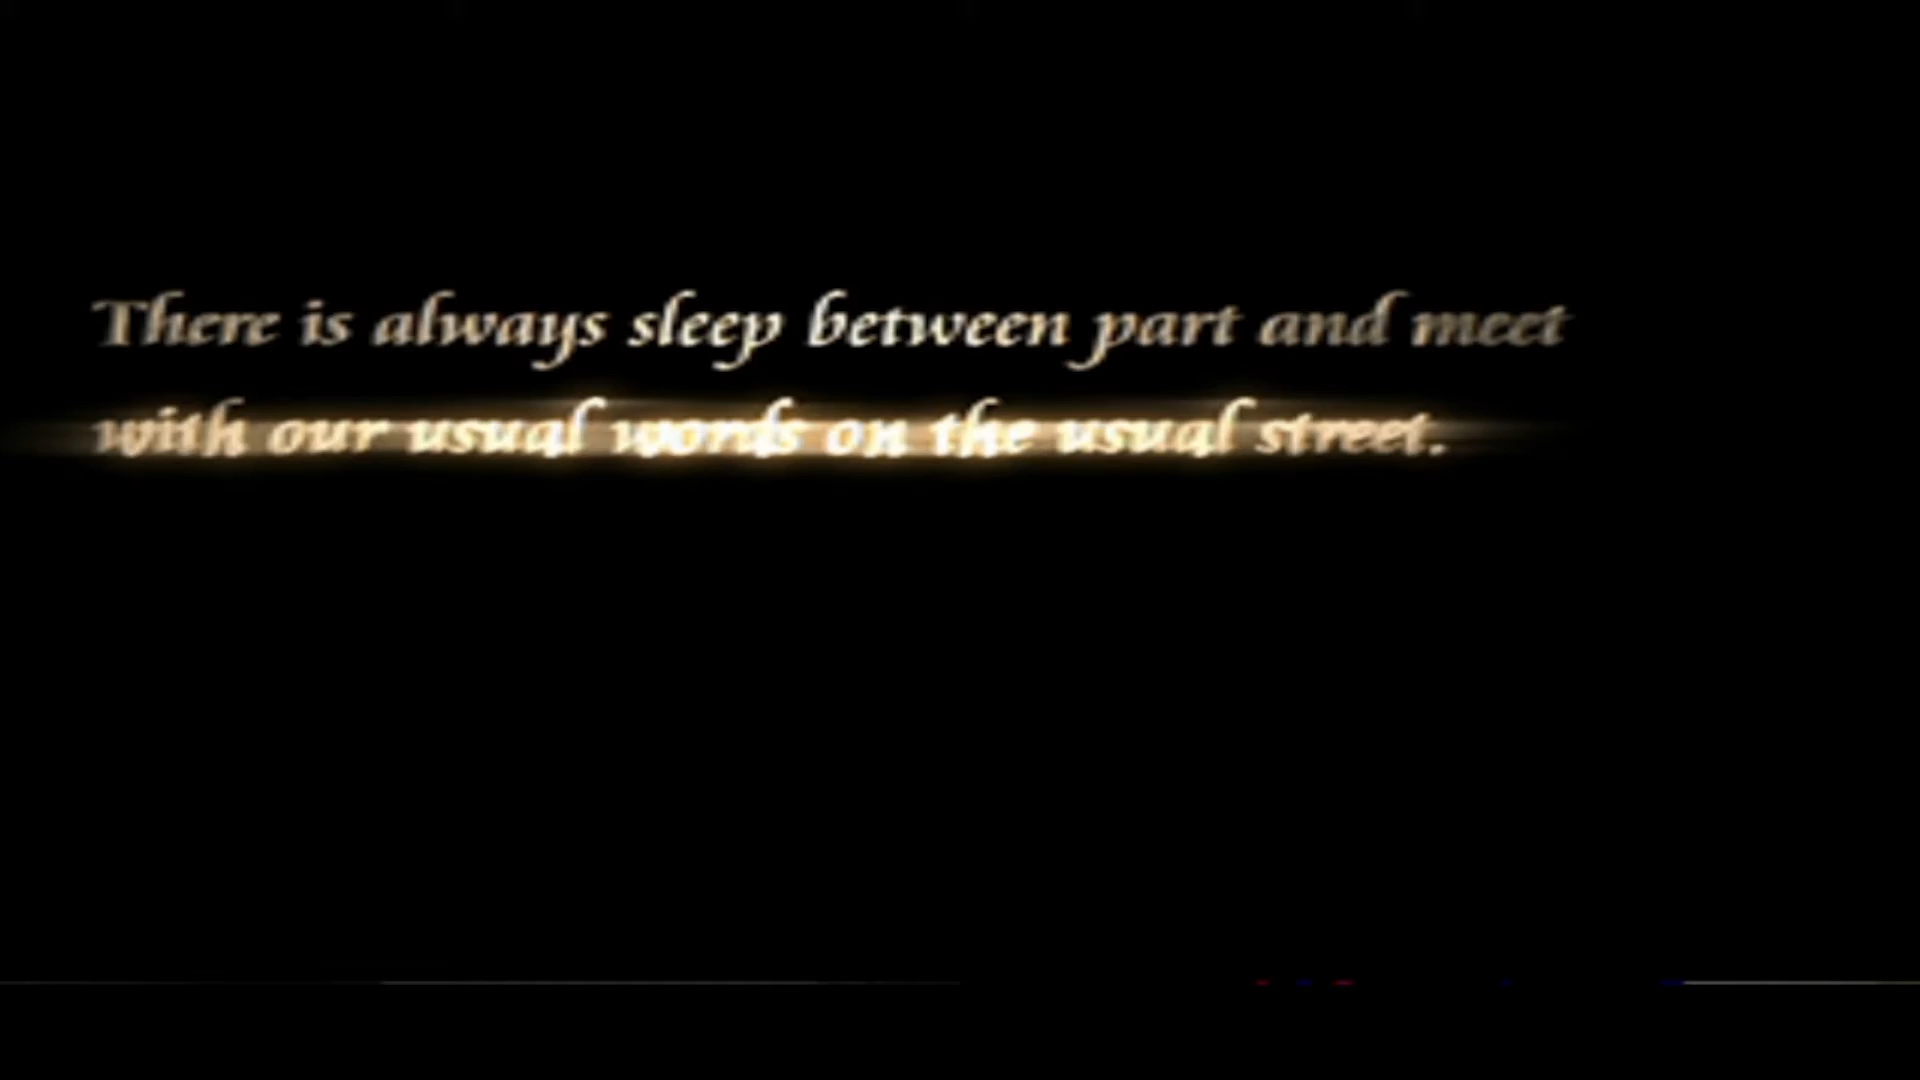 There is always sleep between part and meet
with our usual words on the usual street.